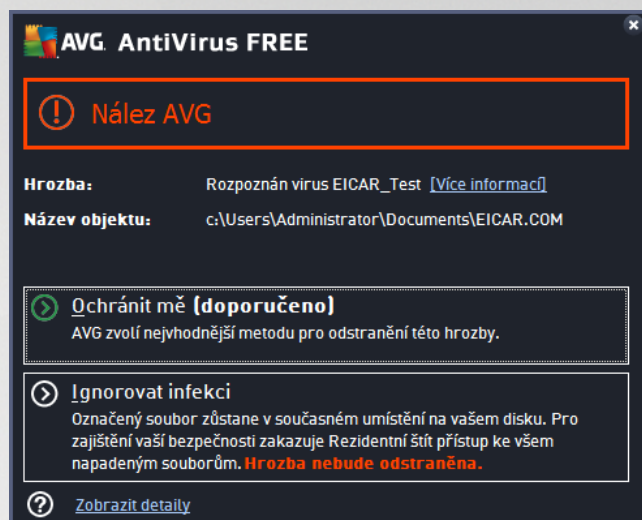 AVG. AntiVirus FREE
Nález AVG
Hrozba: Rozpoznán virus EICAR_Test [Více informací]
Název objektu: c:\Users\Administrator\Documents\EICAR.COM
Ochránit mě (doporučeno)
AVG zvolí nejvhodnější metodu pro odstranění této hrozby.
Ignorovat infekci
Označený soubor zůstane v současném umístění na vašem disku. Pro
zajištění vaší bezpečnosti zakazuje Rezidentní štít přístup ke všem
napadeným souborům. Hrozba nebude odstraněna.
Zobrazit detaily